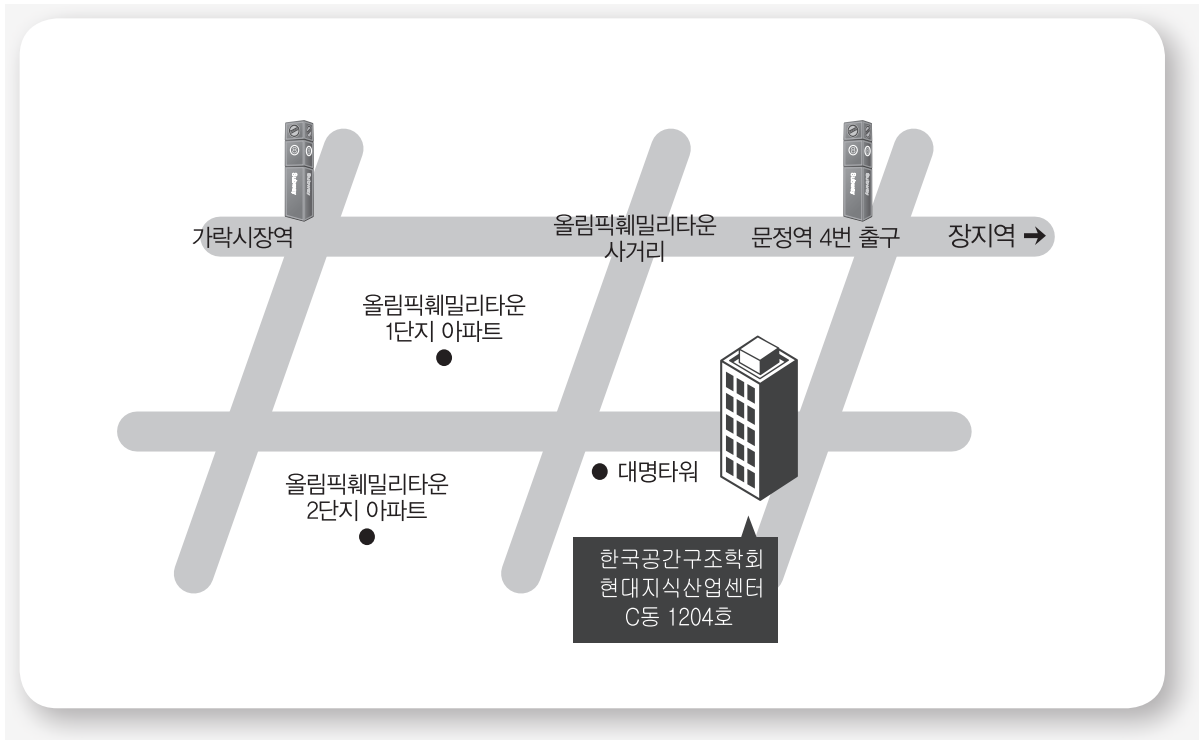 Subway
Subway
Subway
Subway
가락시장역
올림픽훼밀리타운
사거리
문정역 4번 출구
장지역 →
올림픽훼밀리타운
1단지 아파트
올림픽훼밀리타운
2단지 아파트
대명타워
한국공간구조학회
현대지식산업센터
C동 1204호